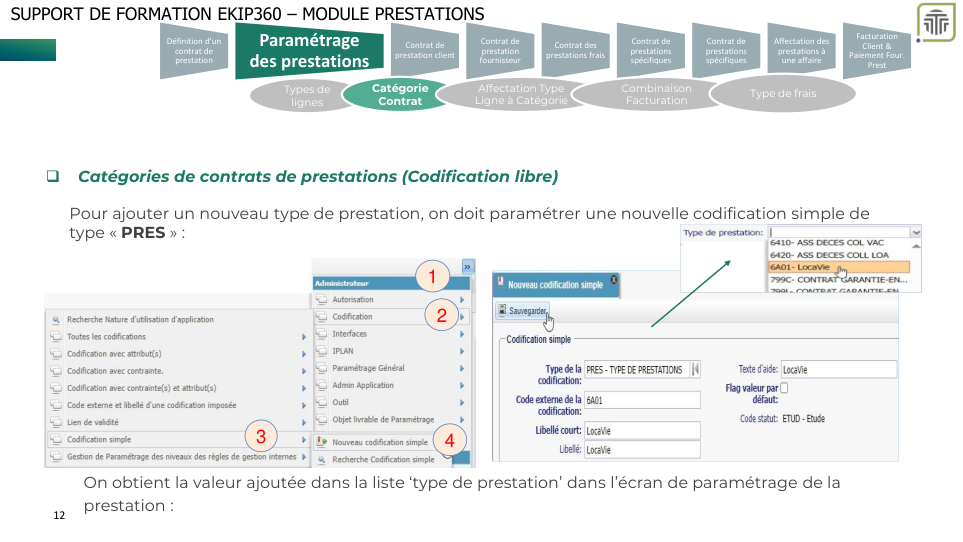 SUPPORT DE FORMATION EKIP360 – MODULE PRESTATIONS
Définition d'un
contrat de
prestation
Paramétrage
des prestations
Contrat de
prestation client
Contrat de
prestation
fournisseur
Contrat des
prestations frais
Contrat de
prestations
spécifiques
Contrat de
prestations
spécifiques
Affectation des
prestations à
une affaire
Facturation
Client &
Paiement Four.
Prest
Types de
lignes
Catégorie
Contrat
Affectation Type
Ligne à Catégorie
Combinaison
Facturation
Type de frais
❑ Catégories de contrats de prestations (Codification libre)
Pour ajouter un nouveau type de prestation, on doit paramétrer une nouvelle codification simple de
type « PRES » :
Type de prestation:
6410- ASS DECES COL VAC
6420- ASS DECES COLL LOA
6A01- LocaVie
799C- CONTRAT GARANTIE-EN...
799L- CONTRAT GARANTIE-EN...
»
Administrateur
1
Autorisation
Codification
2
Interfaces
IPLAN
Paramétrage Général
Admin Application
Outil
Objet livrable de Paramétrage
Nouveau codification simple
4
Recherche Codification simple
Recherche Nature d'utilisation d'application
Toutes les codifications
Codification avec attribut(s)
Codification avec contrainte.
Codification avec contrainte(s) et attribut(s)
Code externe et libellé d'une codification imposée
Lien de validité
Codification simple
3
Gestion de Paramétrage des niveaux des règles de gestion internes
Nouveau codification simple
Sauvegarder
Codification simple
Type de la
codification:
PRES - TYPE DE PRESTATIONS
Code externe de la
codification:
6A01
Libellé court:
LocaVie
Libellé:
LocaVie
Texte d'aide:
LocaVie
Flag valeur par
défaut:
Code statut:
ETUD - Etude
On obtient la valeur ajoutée dans la liste ‘type de prestation’ dans l’écran de paramétrage de la
prestation :
12